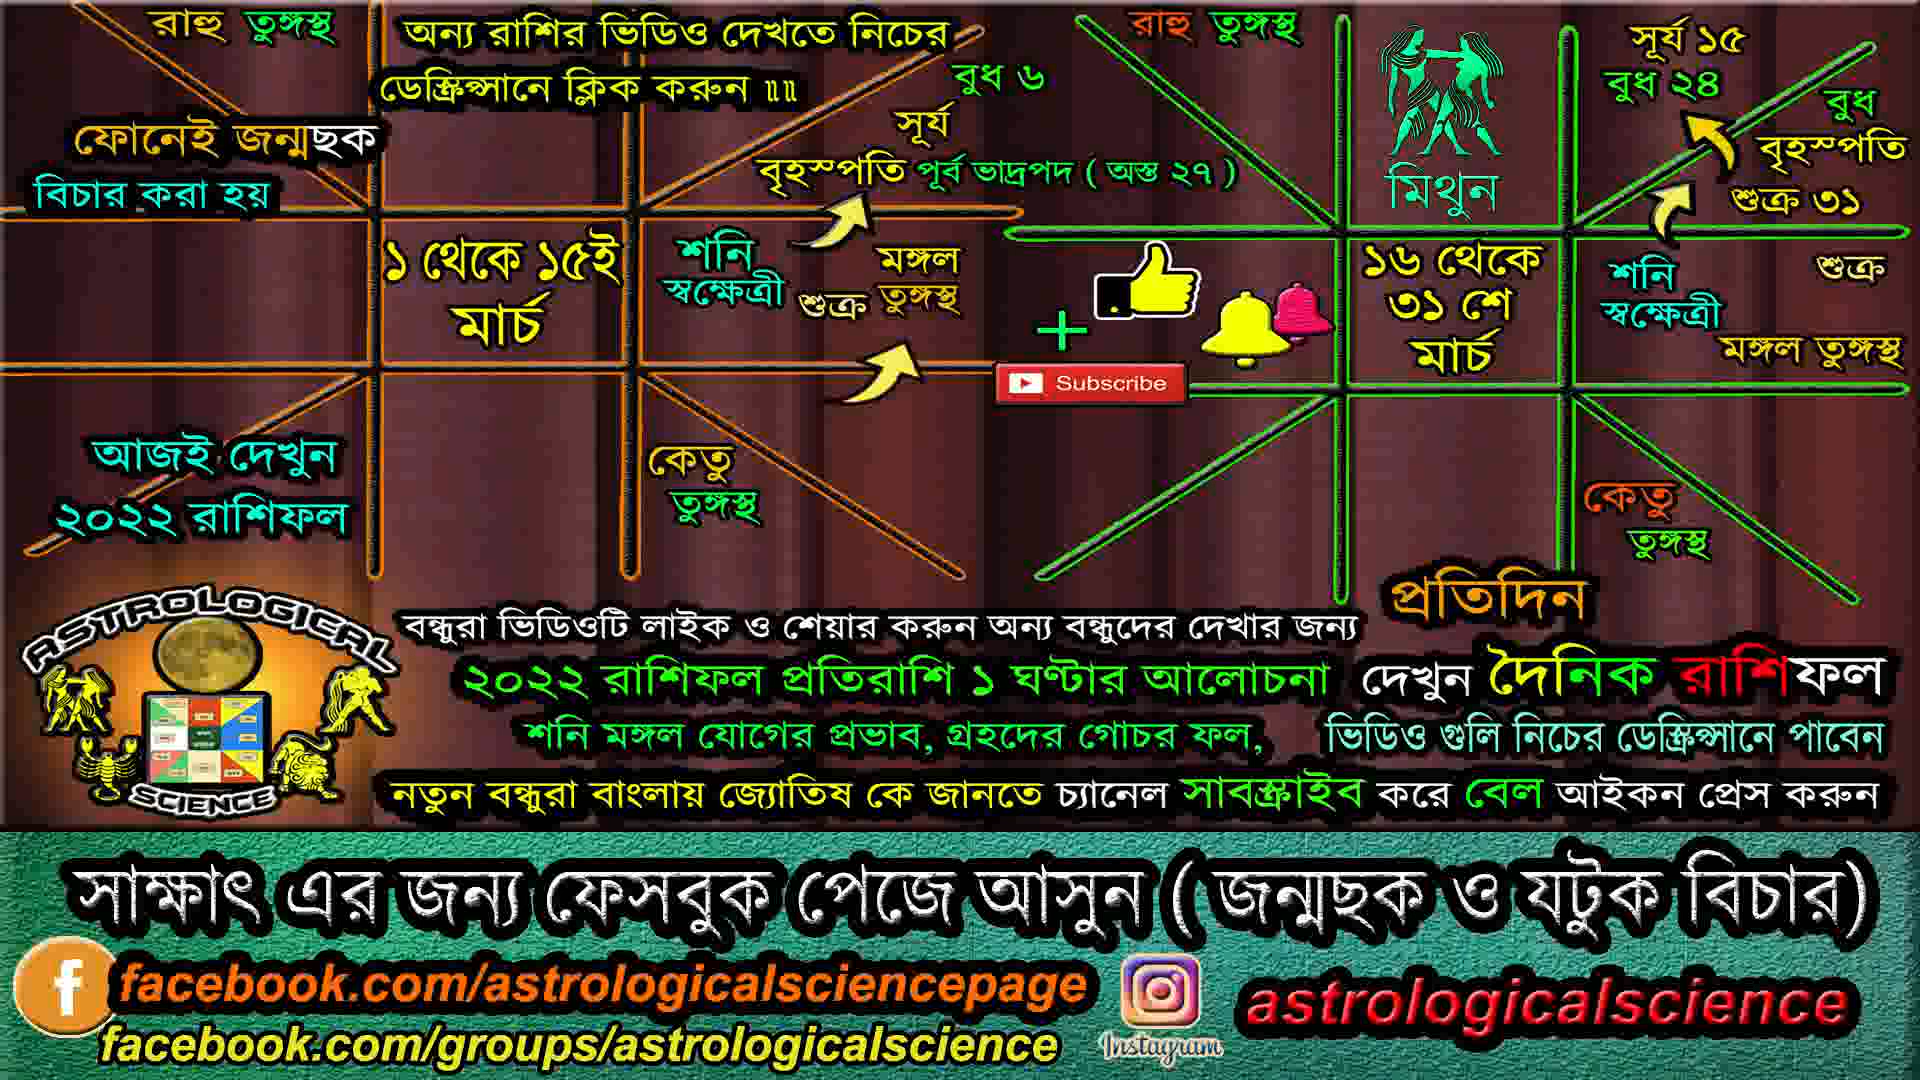 রাহু তুঙ্গস্থ
অন্য রাশির ভিডিও দেখতে নিচের
ডেস্ক্রিপ্সানে ক্লিক করুন ॥॥
ফোনেই জন্মছক
বিচার করা হয়
বুধ ৬
সূর্য
বৃহস্পতি পূর্ব ভাদ্রপদ ( অস্ত ২৭ )
১ থেকে ১৫ই
মার্চ
শনি
স্বক্ষেত্রী
শুক্র
মঙ্গল
তুঙ্গস্থ
আজই দেখুন
২০২২ রাশিফল
কেতু
তুঙ্গস্থ
রাহু তুঙ্গস্থ
মিথুন
সূর্য ১৫
বুধ ২৪
বুধ
বৃহস্পতি
শুক্র ৩১
১৬ থেকে
৩১ শে
মার্চ
শনি
স্বক্ষেত্রী
শুক্র
মঙ্গল তুঙ্গস্থ
+
Subscribe
কেতু
তুঙ্গস্থ
ASTROLOGICAL
SCIENCE
বন্ধুরা ভিডিওটি লাইক ও শেয়ার করুন অন্য বন্ধুদের দেখার জন্য
প্রতিদিন
২০২২ রাশিফল প্রতিরাশি ১ ঘণ্টার আলোচনা
দেখুন দৈনিক রাশিফল
শনি মঙ্গল যোগের প্রভাব, গ্রহদের গোচর ফল,
ভিডিও গুলি নিচের ডেস্ক্রিপ্সানে পাবেন
নতুন বন্ধুরা বাংলায় জ্যোতিষ কে জানতে চ্যানেল সাবস্ক্রাইব করে বেল আইকন প্রেস করুন
সাক্ষাৎ এর জন্য ফেসবুক পেজে আসুন ( জন্মছক ও যটুক বিচার)
facebook.com/astrologicalsciencepage
facebook.com/groups/astrologicalscience
Instagram
astrologicalscience